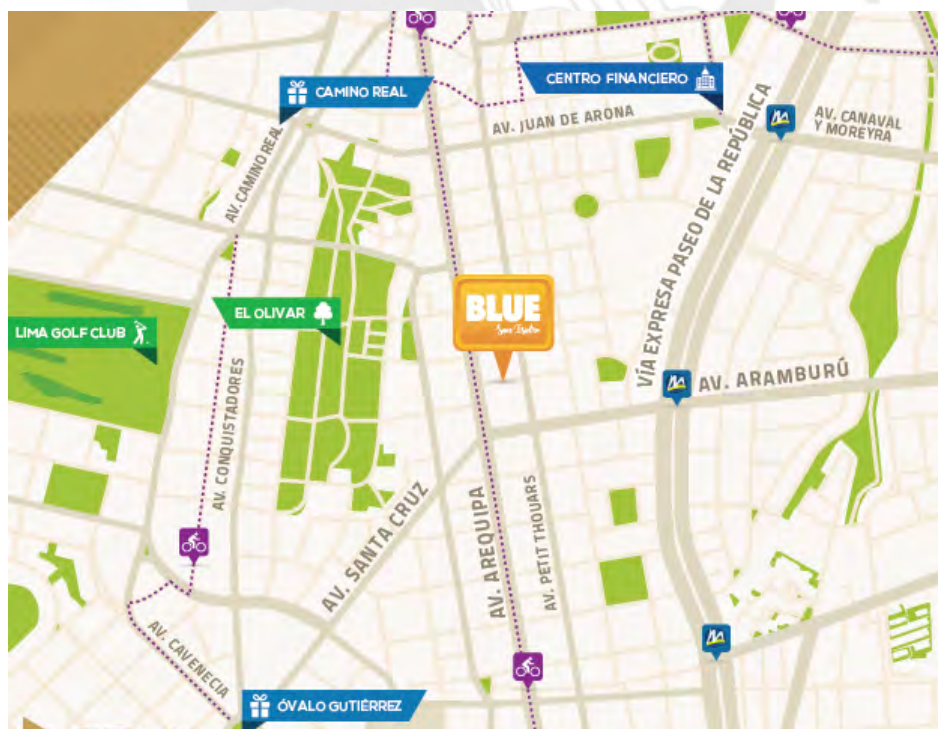 CAMINO REAL
CENTRO FINANCIERO
AV. JUAN DE ARONA
AV. CANAVAL
Y MOREYRA
AV. CAMINO REAL
VÍA EXPRESA PASEO DE LA REPÚBLICA
LIMA GOLF CLUB
EL OLIVAR
BLUE
San Isidro
AV. ARAMBURÚ
AV. CONQUISTADORES
AV. SANTA CRUZ
AV. AREQUIPA
AV. PETIT THOUARS
AV. CAVENECIA
ÓVALO GUTIÉRREZ